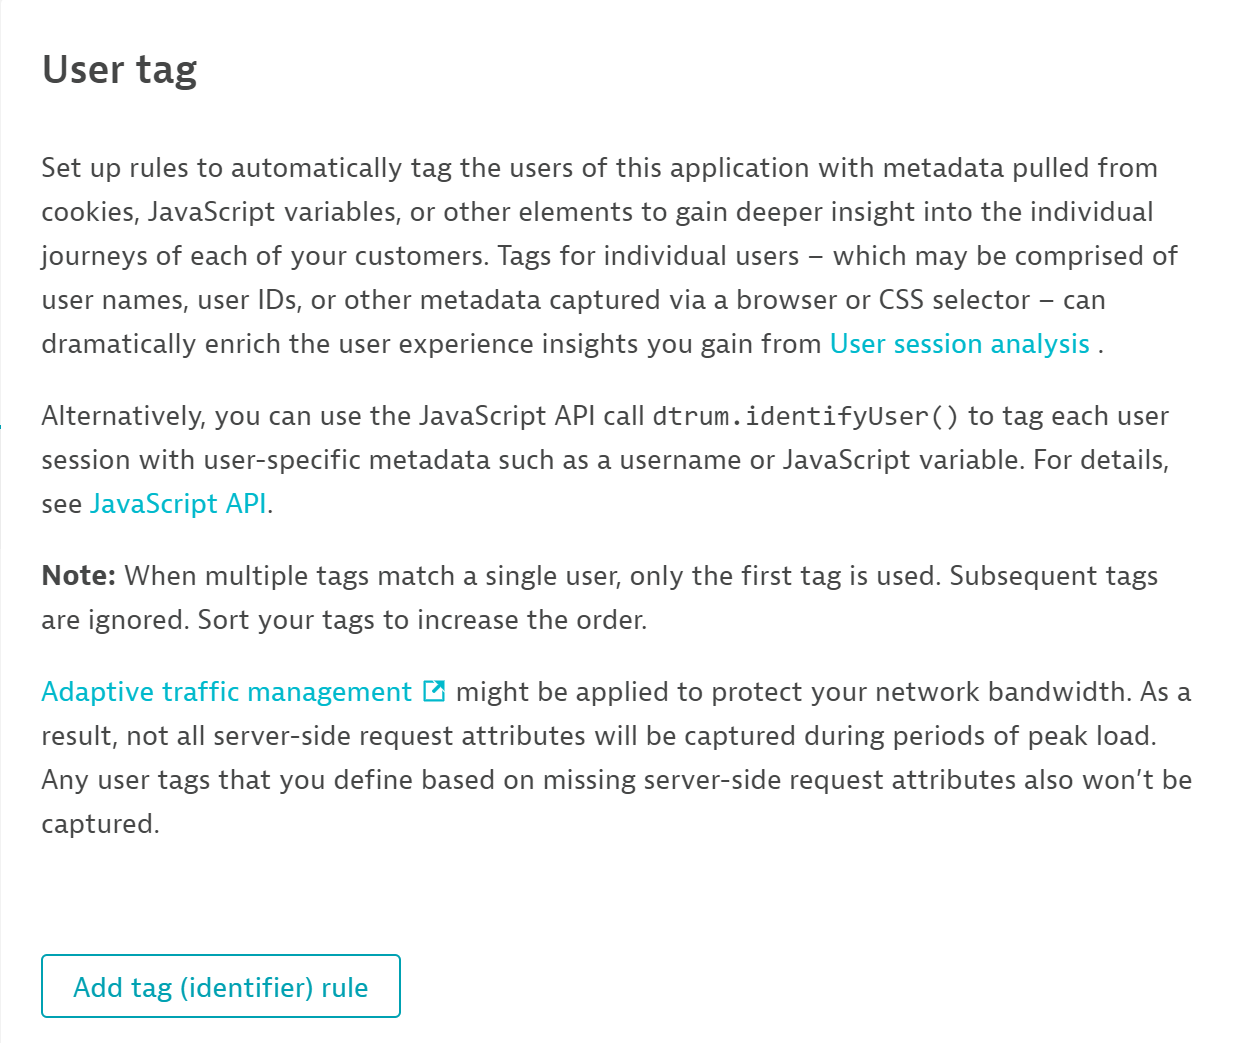 User tag
Set up rules to automatically tag the users of this application with metadata pulled from
cookies, JavaScript variables, or other elements to gain deeper insight into the individual
journeys of each of your customers. Tags for individual users – which may be comprised of
user names, user IDs, or other metadata captured via a browser or CSS selector – can
dramatically enrich the user experience insights you gain from User session analysis .
Alternatively, you can use the JavaScript API call dtrum.identifyUser() to tag each user
session with user-specific metadata such as a username or JavaScript variable. For details,
see JavaScript API.
Note: When multiple tags match a single user, only the first tag is used. Subsequent tags
are ignored. Sort your tags to increase the order.
Adaptive traffic management might be applied to protect your network bandwidth. As a
result, not all server-side request attributes will be captured during periods of peak load.
Any user tags that you define based on missing server-side request attributes also won’t be
captured.
Add tag (identifier) rule